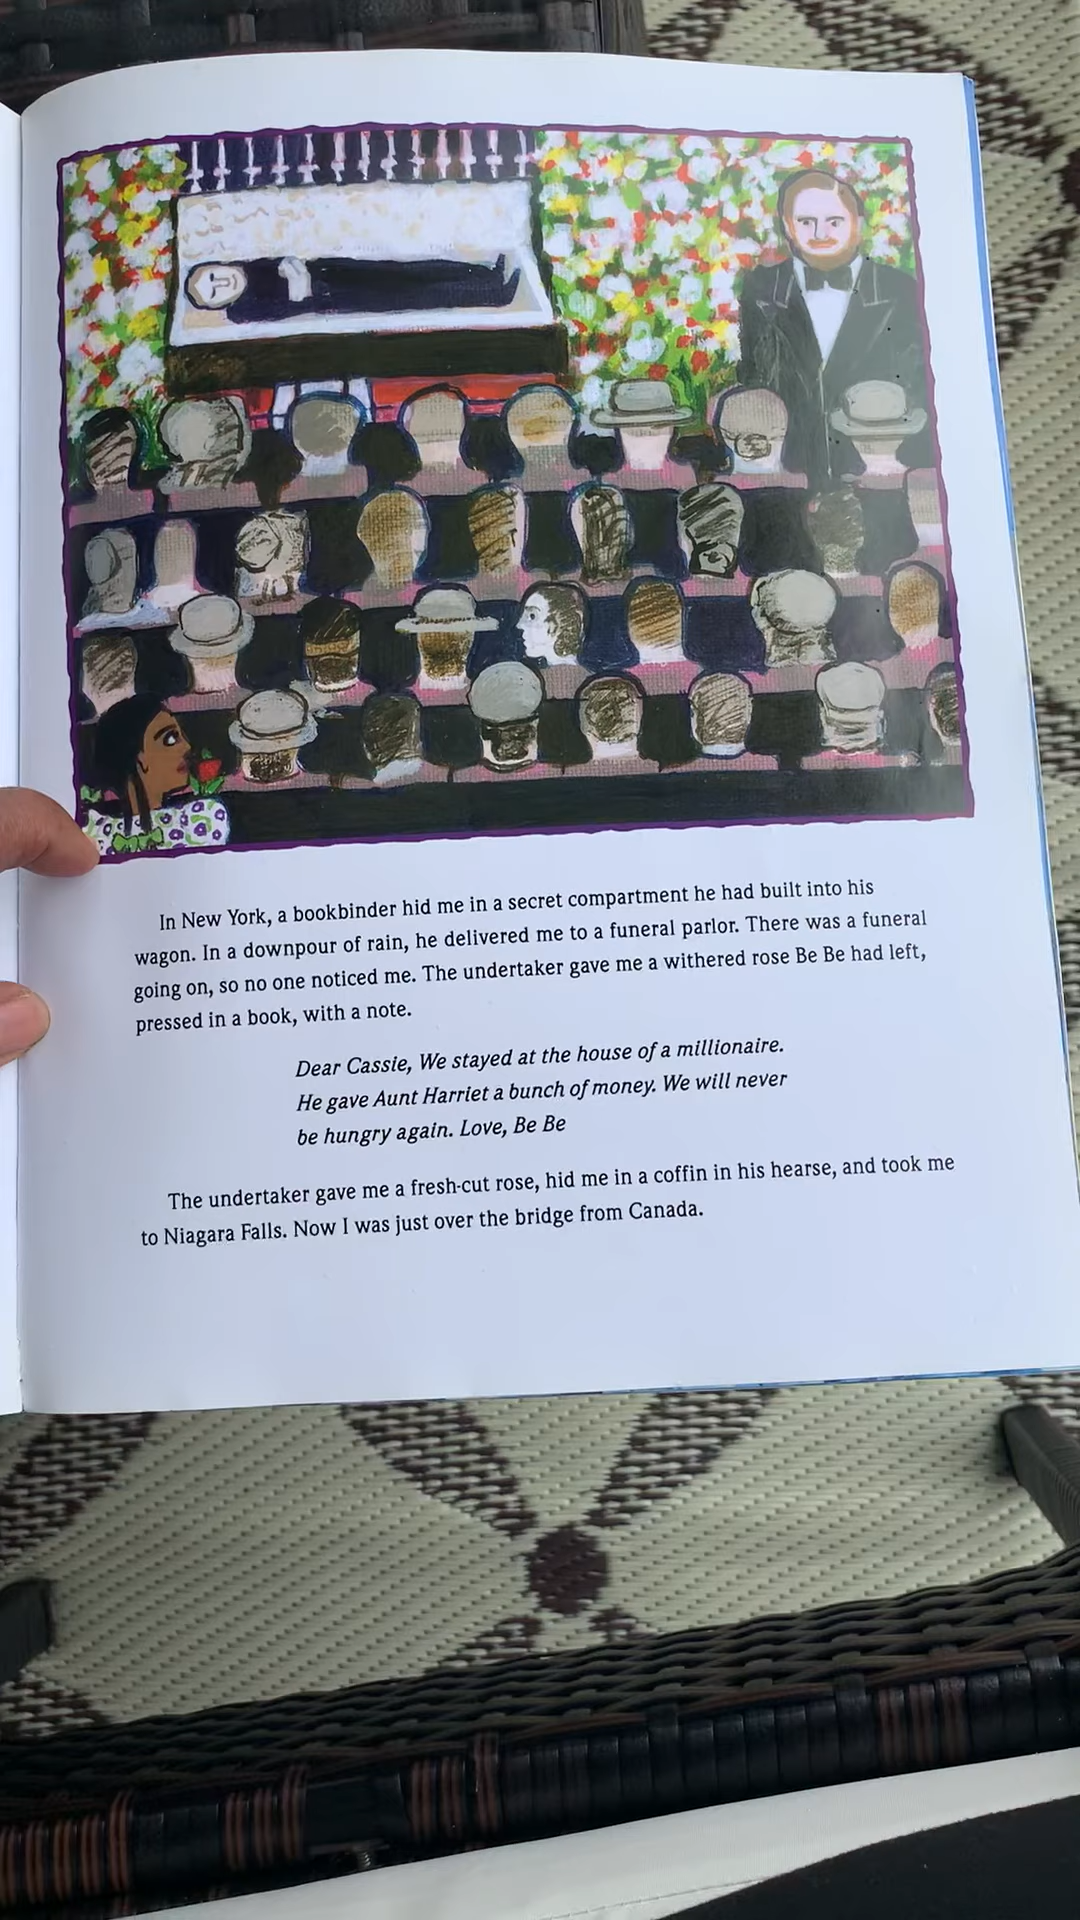 In New York, a bookbinder hid me in a secret compartment he had built into his
wagon. In a downpour of rain, he delivered me to a funeral parlor. There was a funeral
going on, so no one noticed me. The undertaker gave me a withered rose Be Be had left,
pressed in a book, with a note.
Dear Cassie, We stayed at the house of a millionaire.
He gave Aunt Harriet a bunch of money. We will never
be hungry again. Love, Be Be
The undertaker gave me a fresh-cut rose, hid me in a coffin in his hearse, and took me
to Niagara Falls. Now I was just over the bridge from Canada.